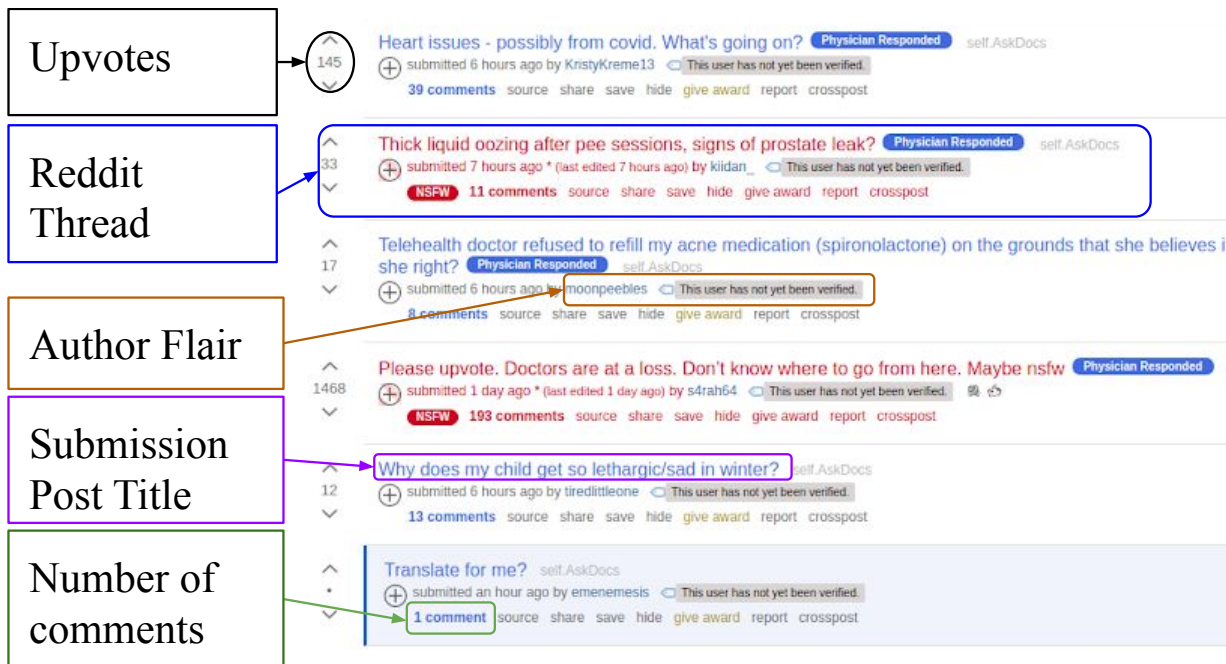 Upvotes
145
Heart issues - possibly from covid. What's going on? Physician Responded self.AskDocs
submitted 6 hours ago by KristyKreme13 This user has not yet been verified.
39 comments source share save hide give award report crosspost
Reddit
Thread
33
Thick liquid oozing after pee sessions, signs of prostate leak? Physician Responded self.AskDocs
submitted 7 hours ago * (last edited 7 hours ago) by kiidan_ This user has not yet been verified.
NSFW 11 comments source share save hide give award report crosspost
17
Telehealth doctor refused to refill my acne medication (spironolactone) on the grounds that she believes i
she right? Physician Responded self.AskDocs
submitted 6 hours ago by moonpeebles This user has not yet been verified.
8 comments source share save hide give award report crosspost
Author Flair
1468
Please upvote. Doctors are at a loss. Don't know where to go from here. Maybe nsfw Physician Responded
submitted 1 day ago * (last edited 1 day ago) by s4rah64 This user has not yet been verified.
NSFW 193 comments source share save hide give award report crosspost
Submission
Post Title
12
Why does my child get so lethargic/sad in winter? self.AskDocs
submitted 6 hours ago by tiredlittleone This user has not yet been verified.
13 comments source share save hide give award report crosspost
Number of
comments
•
Translate for me? self.AskDocs
submitted an hour ago by emenemesis This user has not yet been verified.
1 comment source share save hide give award report crosspost